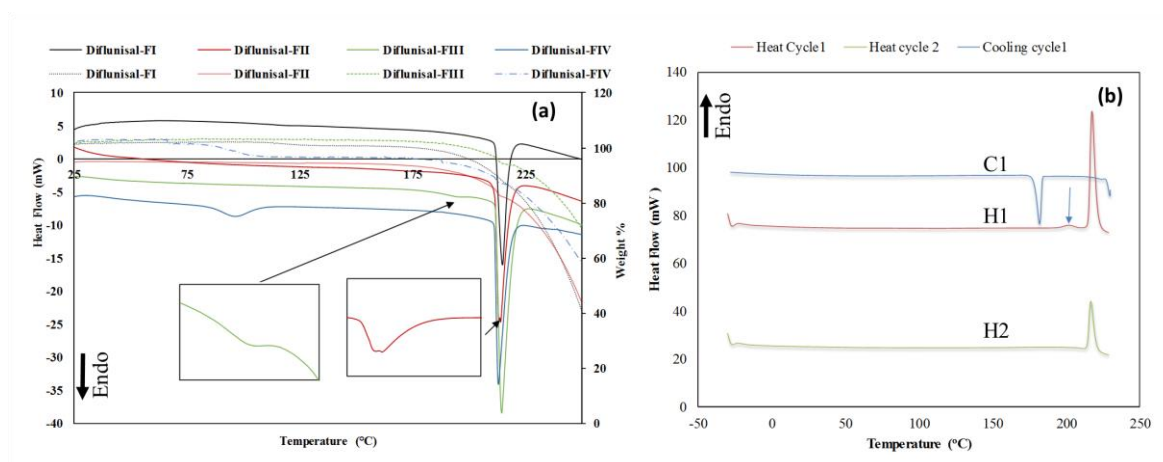 Diflunisal-FI Diflunisal-FII Diflunisal-FIII Diflunisal-FIV
Diflunisal-FI Diflunisal-FII Diflunisal-FIII Diflunisal-FIV
(a)
Heat Flow (mW)
10
5
0
-5
-10
-15
-20
-25
-30
-35
-40
25 75 125 175 225
Temperature (°C)
120
100
80
60
40
20
0
Weight %
Endo
Heat Cycle1 Heat cycle 2 Cooling cycle1
(b)
Endo
Heat Flow (mW)
140
120
100
80
60
40
20
0
C1
H1
H2
-50 0 50 100 150 200 250
Temperature (°C)